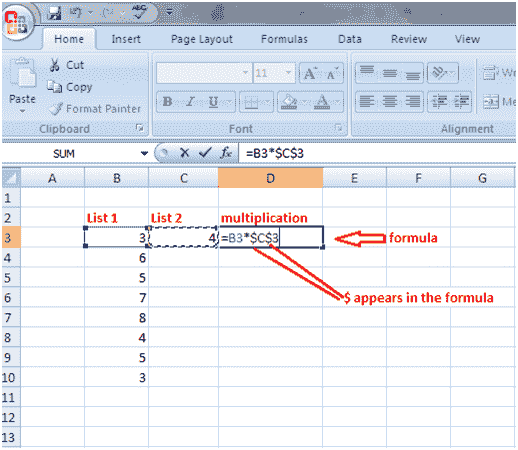 Home Insert Page Layout Formulas Data Review View
Cut
Copy
Format Painter
Paste
Clipboard
11 A A
B I U A
Font
Alignment
SUM fx =B3*$C$3
A B C D E F G
1
2 List 1 List 2 multiplication
3 3 4 =B3*$C$3 formula
4 6
5 5
6 7 $ appears in the formula
7 8
8 4
9 5
10 3
11
12
13